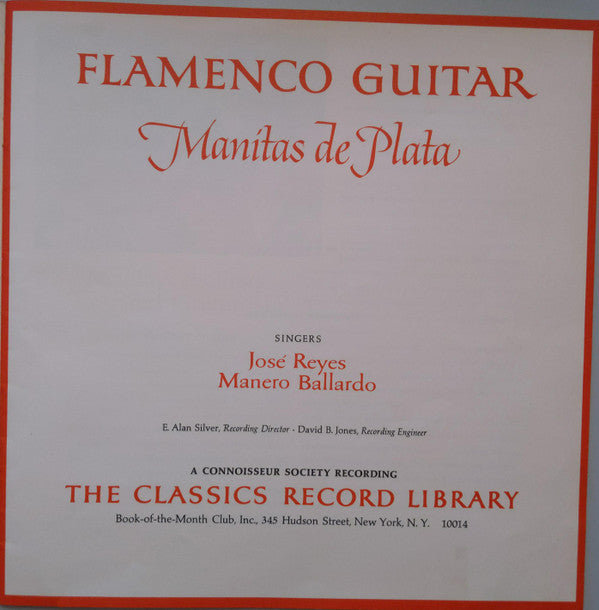 FLAMENCO GUITAR
Manitas de Plata
SINGERS
José Reyes
Manero Ballardo
E. Alan Silver, Recording Director · David B. Jones, Recording Engineer
A CONNOISSEUR SOCIETY RECORDING
THE CLASSICS RECORD LIBRARY
Book-of-the-Month Club, Inc., 345 Hudson Street, New York, N. Y. 10014